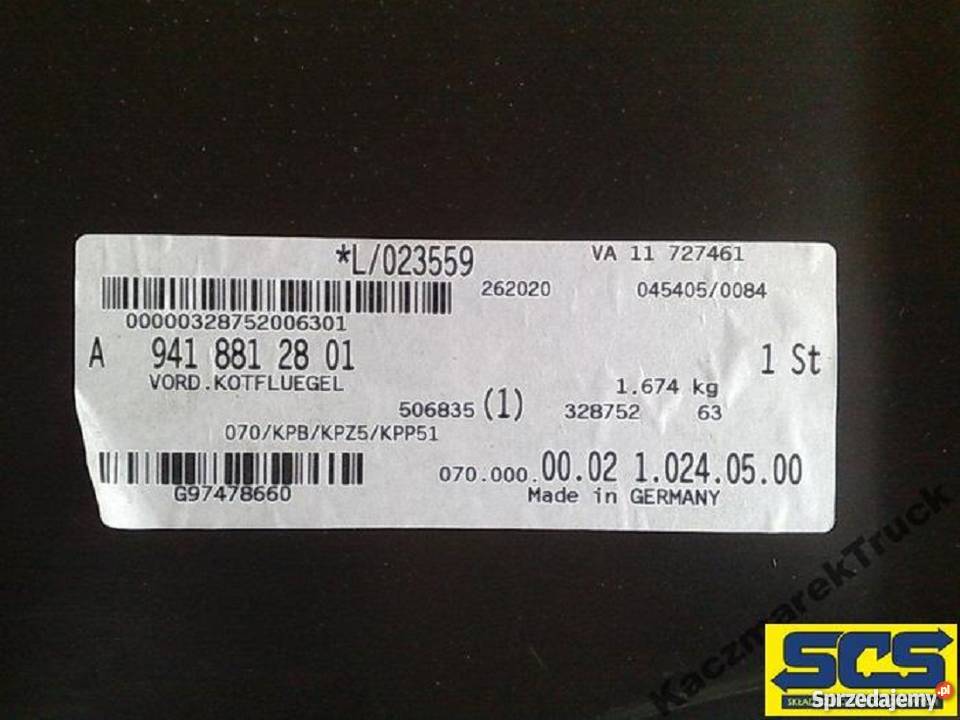 *L/023559
VA 11 727461
262020
045405/0084
00000328752006301
A 941 881 28 01
1 St
VORD.KOTFLUEGEL
1.674 kg
506835 (1)
328752 63
070/KPB/KPZ5/KPP51
070.000.00.02 1.024.05.00
G97478660
Made in GERMANY
KaczmarekTruck
SCS
Sprzedajemy.pl